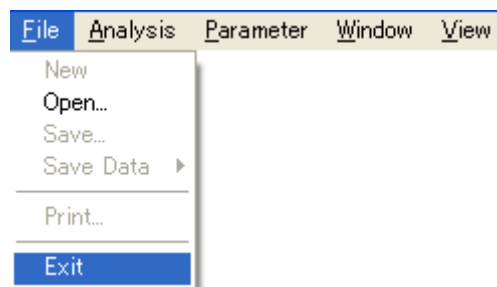 File Analysis Parameter Window View
New
Open...
Save...
Save Data
Print...
Exit